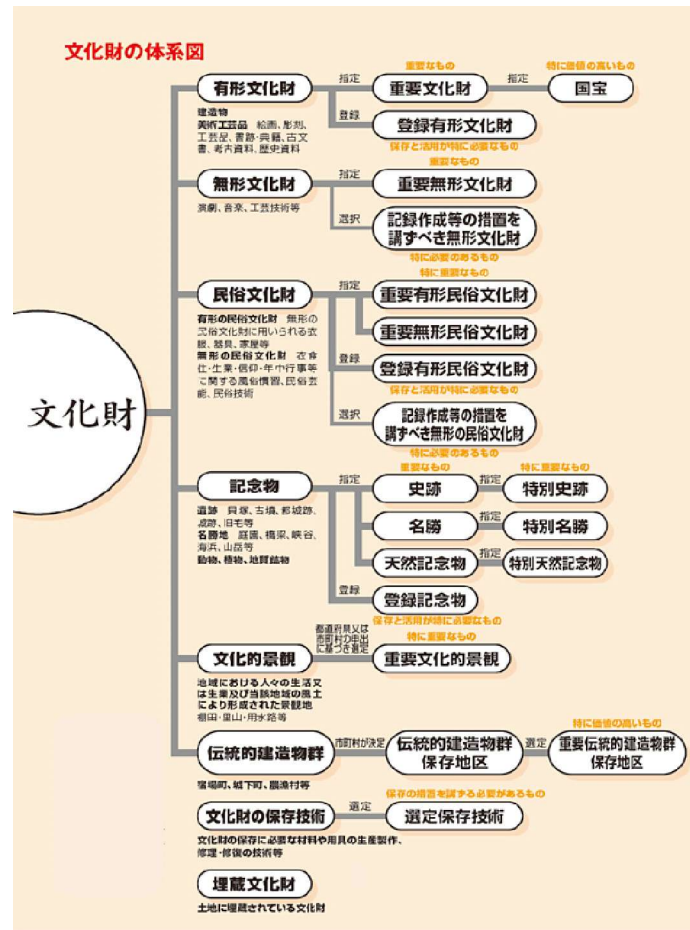 文化財の体系図
文化財
重要なもの
特に価値の高いもの
有形文化財
指定
重要文化財
指定
国宝
建造物
美術工芸品 絵画、彫刻、
工芸品、書跡・典籍、古文
書、考古資料、歴史資料
登録
登録有形文化財
保存と活用が特に必要なもの
重要なもの
無形文化財
指定
重要無形文化財
演劇、音楽、工芸技術等
選択
記録作成等の措置を
講ずべき無形文化財
特に必要のあるもの
特に重要なもの
民俗文化財
指定
重要有形民俗文化財
有形の民俗文化財 無形の
民俗文化財に用いられる衣
服、器具、家屋等
無形の民俗文化財 衣食
住・生業・信仰・年中行事等
に関する風俗慣習、民俗芸
能、民俗技術
重要無形民俗文化財
登録
登録有形民俗文化財
保存と活用が特に必要なもの
選択
記録作成等の措置を
講ずべき無形の民俗文化財
特に必要のあるもの
重要なもの
特に重要なもの
記念物
指定
史跡
指定
特別史跡
遺跡 貝塚、古墳、都城跡、
城跡、旧宅等
名勝地 庭園、橋梁、峡谷、
海浜、山岳等
動物、植物、地質鉱物
名勝
指定
特別名勝
天然記念物
指定
特別天然記念物
登録
登録記念物
保存と活用が特に必要なもの
都道府県又は
市町村の申出
に基づき選定
特に重要なもの
文化的景観
重要文化的景観
地域における人々の生活又
は生業及び当該地域の風土
により形成された景観地
棚田・里山・用水路等
特に価値の高いもの
伝統的建造物群
市町村が決定
伝統的建造物群
保存地区
選定
重要伝統的建造物群
保存地区
宿場町、城下町、農漁村等
保存の措置を講ずる必要があるもの
文化財の保存技術
選定
選定保存技術
文化財の保存に必要な材料や用具の生産製作、
修理・修復の技術等
埋蔵文化財
土地に埋蔵されている文化財